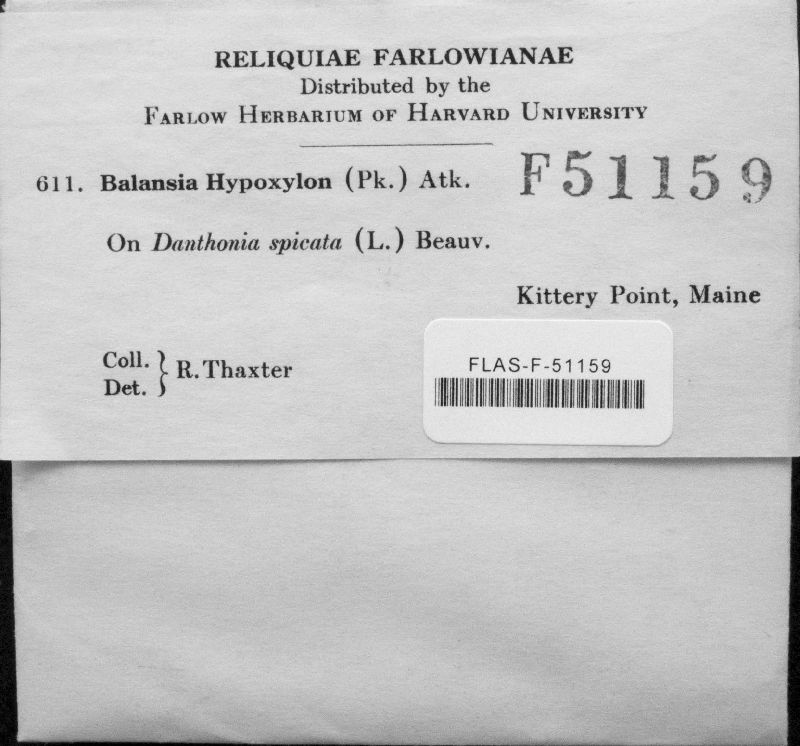 RELIQUIAE FARLOWIANAE
Distributed by the
FARLOW HERBARIUM OF HARVARD UNIVERSITY
611. Balansia Hypoxylon (Pk.) Atk. F51159
On Danthonia spicata (L.) Beauv.
Kittery Point, Maine
Coll. } R. Thaxter
Det.
FLAS-F-51159